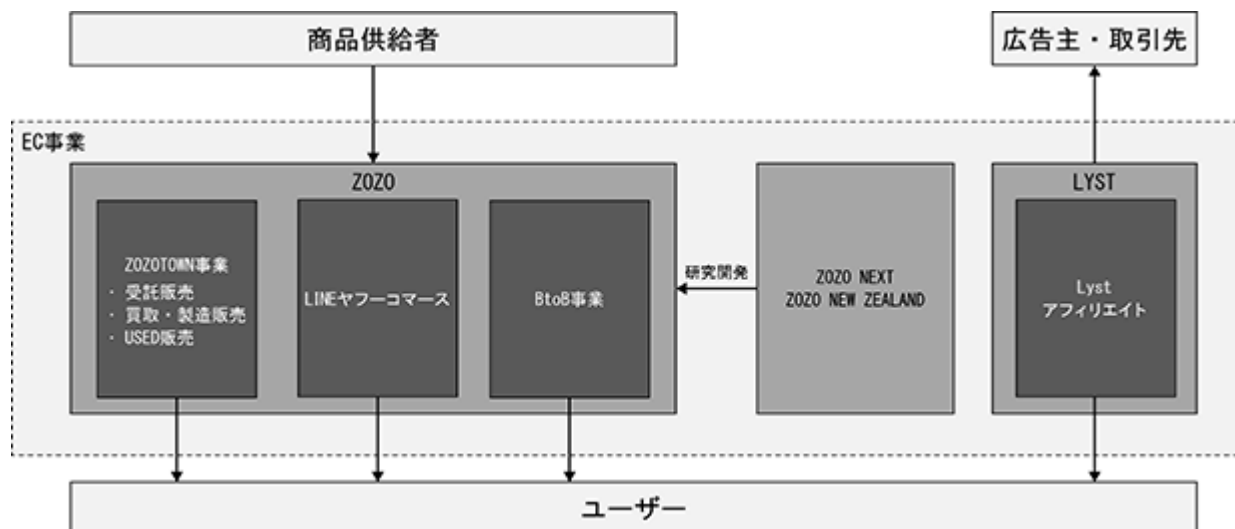 商品供給者
広告主・取引先
EC事業
ZOZO
ZOZOTOWN事業
・ 受託販売
・ 買取・製造販売
・ USED販売
LINEヤフーコマース
BtoB事業
研究開発
ZOZO NEXT
ZOZO NEW ZEALAND
LYST
Lyst
アフィリエイト
ユーザー